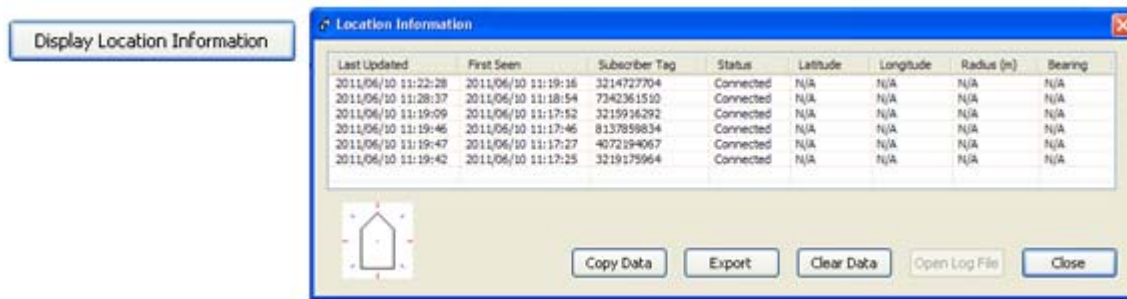 Display Location Information
Location Information
Last Updated First Seen Subscriber Tag Status Latitude Longitude Radius (m) Bearing
2011/06/10 11:22:28 2011/06/10 11:19:16 3214727704 Connected N/A N/A N/A N/A
2011/06/10 11:28:37 2011/06/10 11:18:54 7342361510 Connected N/A N/A N/A N/A
2011/06/10 11:19:09 2011/06/10 11:17:52 3215916292 Connected N/A N/A N/A N/A
2011/06/10 11:19:46 2011/06/10 11:17:46 8137859834 Connected N/A N/A N/A N/A
2011/06/10 11:19:47 2011/06/10 11:17:27 4072194067 Connected N/A N/A N/A N/A
2011/06/10 11:19:42 2011/06/10 11:17:25 3219175964 Connected N/A N/A N/A N/A
Copy Data Export Clear Data Open Log File Close